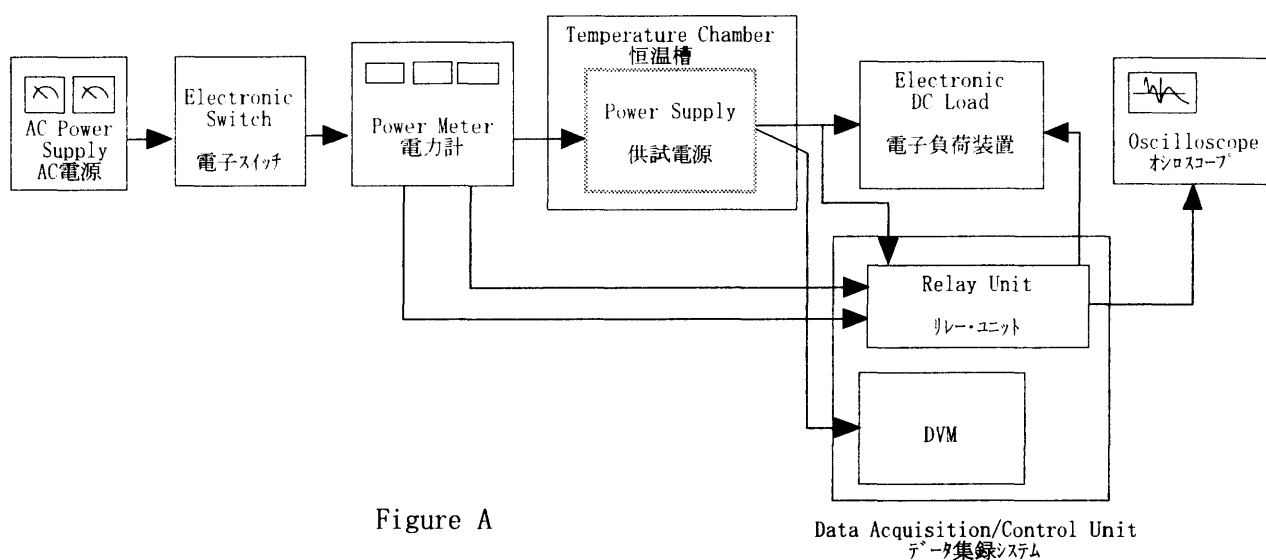 AC Power
Supply
AC電源
Electronic
Switch
電子スイッチ
Power Meter
電力計
Temperature Chamber
恒温槽
Power Supply
供試電源
Electronic
DC Load
電子負荷装置
Oscilloscope
オシロスコープ
Relay Unit
リレー・ユニット
DVM
Data Acquisition/Control Unit
データ集録システム
Figure A